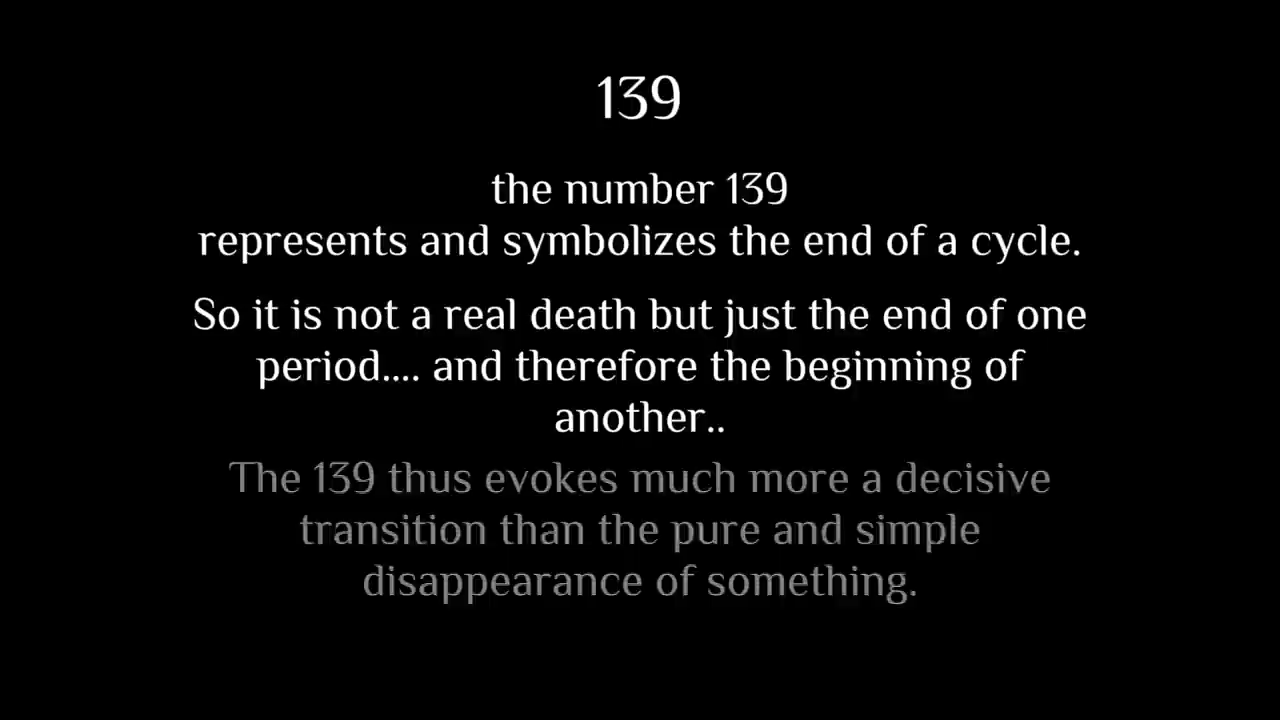 139
the number 139
represents and symbolizes the end of a cycle.
So it is not a real death but just the end of one
period.... and therefore the beginning of
another..
The 139 thus evokes much more a decisive
transition than the pure and simple
disappearance of something.